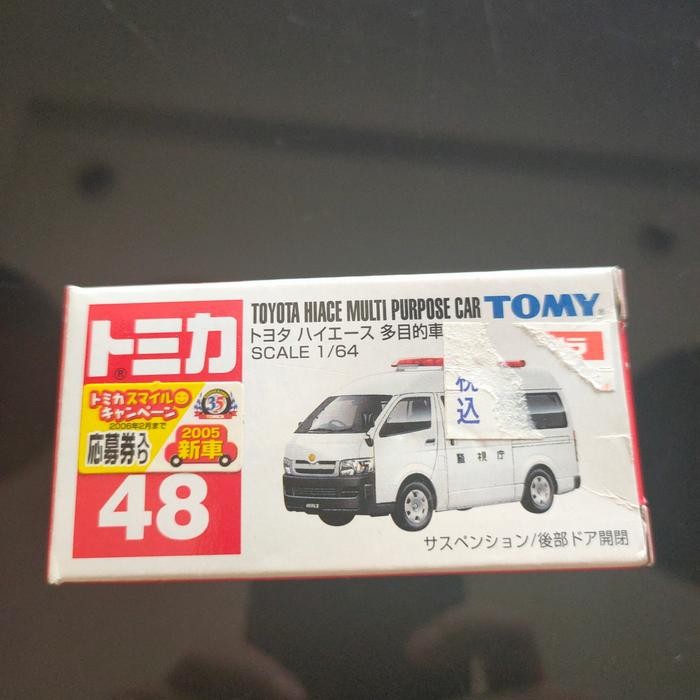 トミカ
®
トミカスマイル
キャンペーン
2006年2月まで
応募券入り
35
2005
新車
48
TOYOTA HIACE MULTI PURPOSE CAR TOMY®
トヨタ ハイエース 多目的車
SCALE 1/64
税
込
警視庁
サスペンション/後部ドア開閉